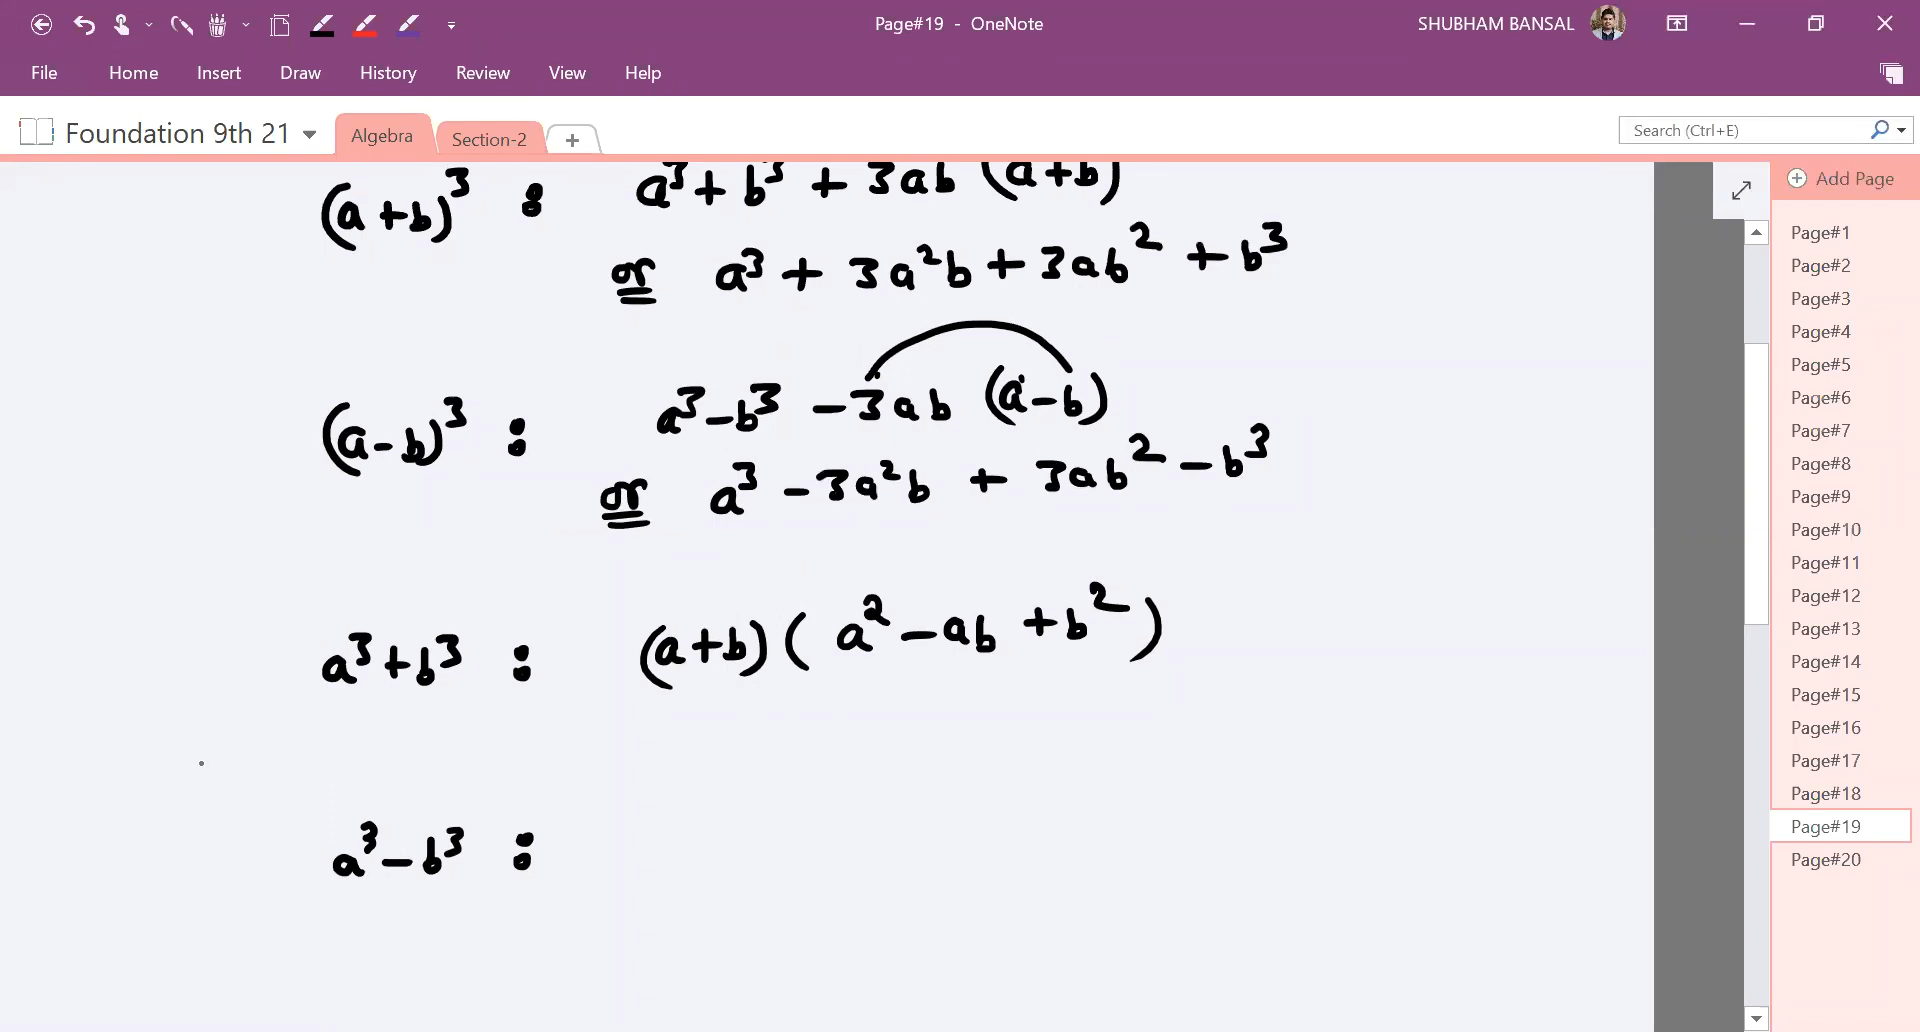 Page#19 - OneNote
SHUBHAM BANSAL
File Home Insert Draw History Review View Help
Foundation 9th 21
Algebra
Section-2
+
Search (Ctrl+E)
Add Page
Page#1
Page#2
Page#3
Page#4
Page#5
Page#6
Page#7
Page#8
Page#9
Page#10
Page#11
Page#12
Page#13
Page#14
Page#15
Page#16
Page#17
Page#18
Page#19
Page#20
(a+b)³ : a³+b³+3ab(a+b)
or a³+3a²b+3ab²+b³
(a-b)³ : a³-b³-3ab(a-b)
or a³-3a²b+3ab²-b³
a³+b³ : (a+b)(a²-ab+b²)
a³-b³ :